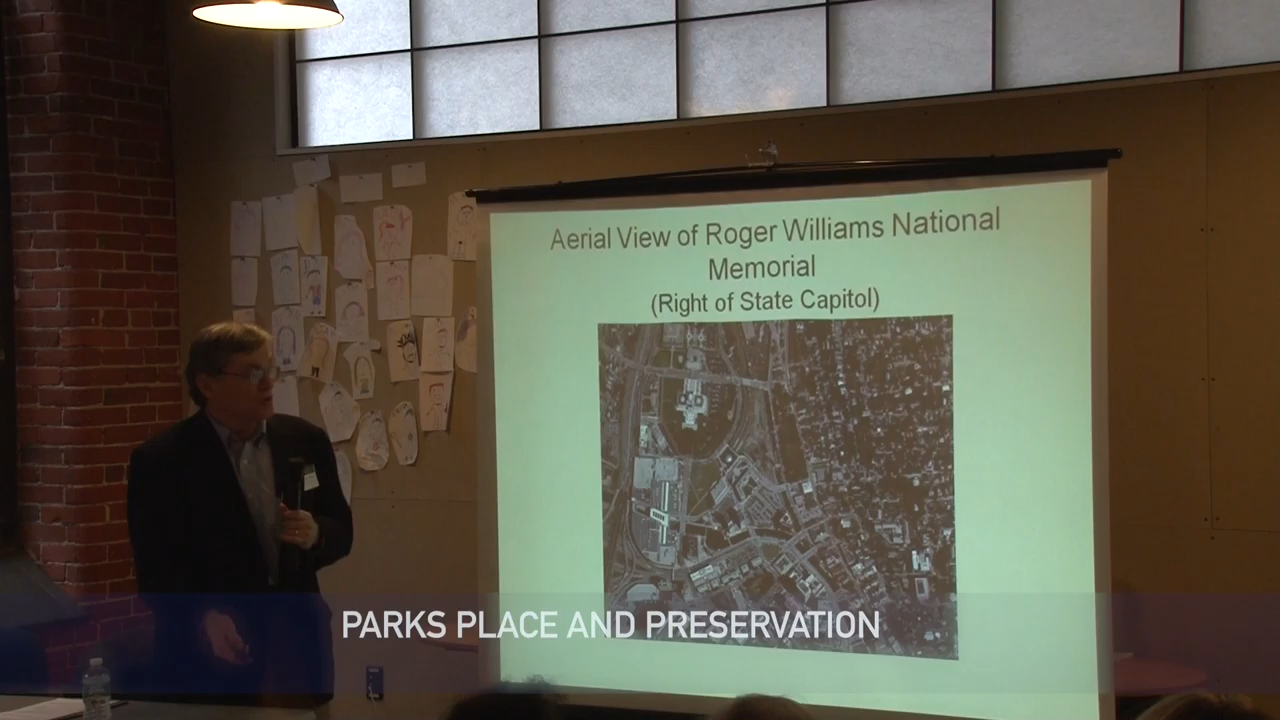 Aerial View of Roger Williams National
Memorial
(Right of State Capitol)
PARKS PLACE AND PRESERVATION